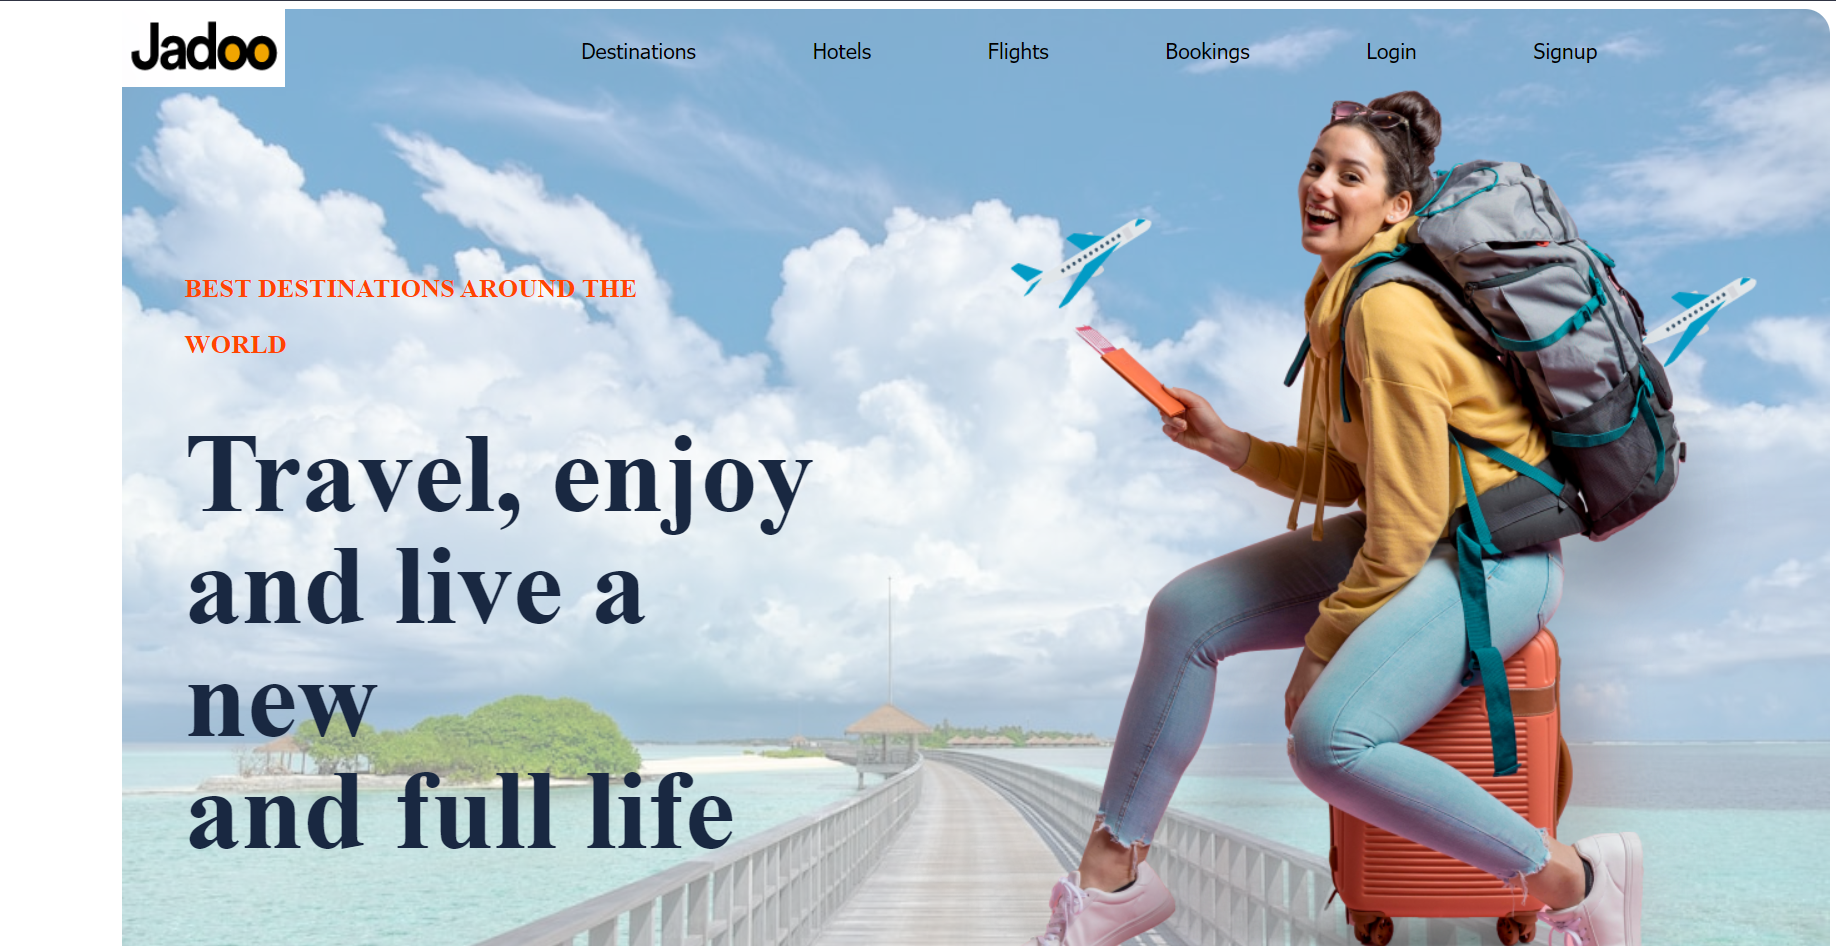 Jadoo
Destinations Hotels Flights Bookings Login Signup
BEST DESTINATIONS AROUND THE
WORLD
Travel, enjoy
and live a
new
and full life